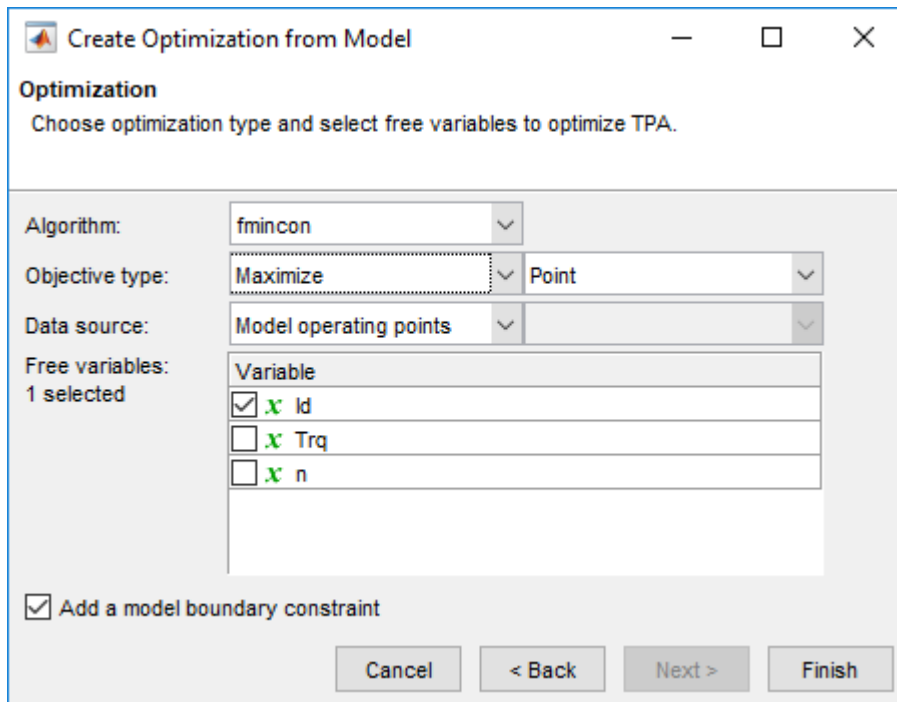 Create Optimization from Model
Optimization
Choose optimization type and select free variables to optimize TPA.
Algorithm: fmincon
Objective type: Maximize Point
Data source: Model operating points
Free variables:
1 selected
Variable
x Id
x Trq
x n
Add a model boundary constraint
Cancel < Back Next > Finish